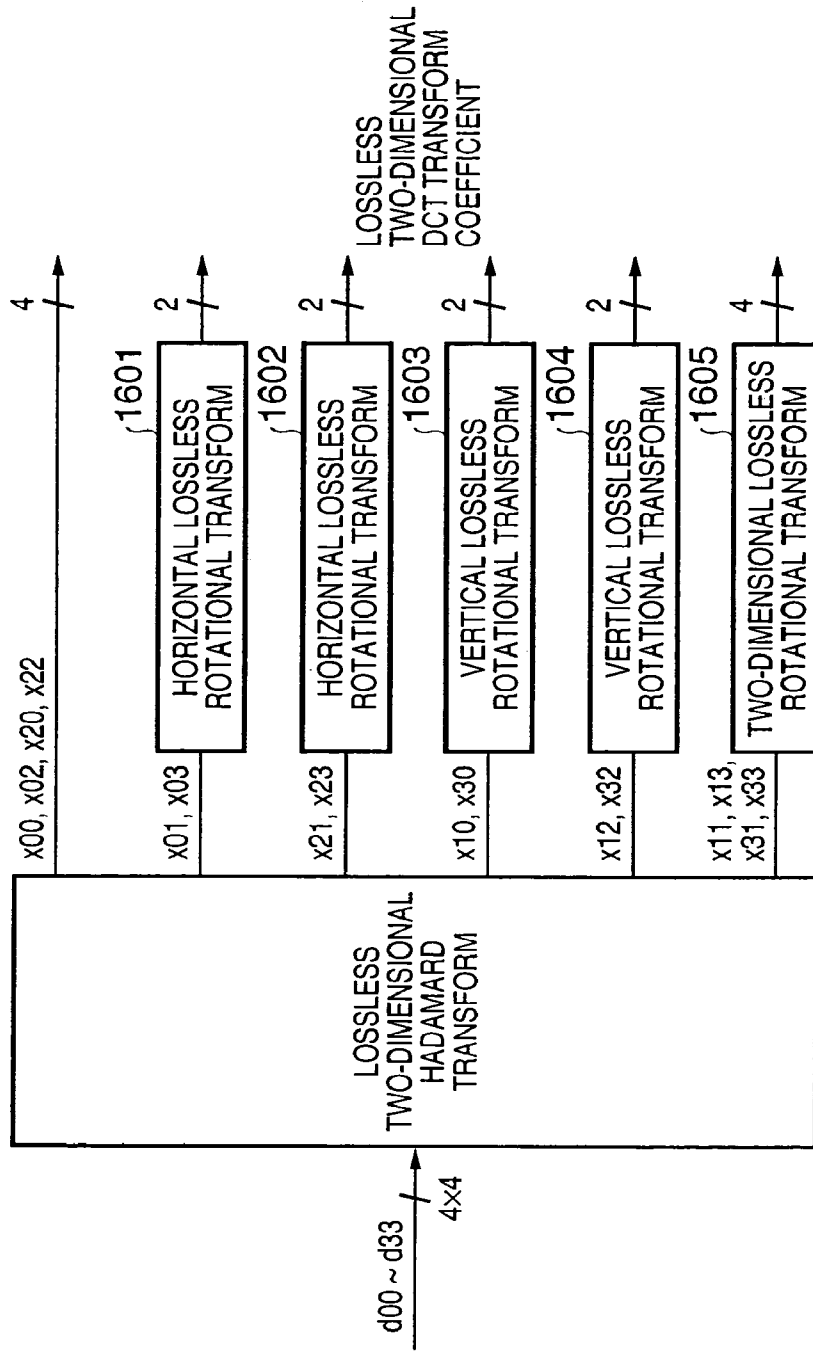 d00 ~ d33
4×4
LOSSLESS
TWO-DIMENSIONAL
HADAMARD
TRANSFORM
x00, x02, x20, x22
4
x01, x03
1601
HORIZONTAL LOSSLESS
ROTATIONAL TRANSFORM
2
x21, x23
1602
HORIZONTAL LOSSLESS
ROTATIONAL TRANSFORM
2
x10, x30
1603
VERTICAL LOSSLESS
ROTATIONAL TRANSFORM
2
x12, x32
1604
VERTICAL LOSSLESS
ROTATIONAL TRANSFORM
2
x11, x13,
x31, x33
1605
TWO-DIMENSIONAL LOSSLESS
ROTATIONAL TRANSFORM
4
LOSSLESS
TWO-DIMENSIONAL
DCT TRANSFORM
COEFFICIENT